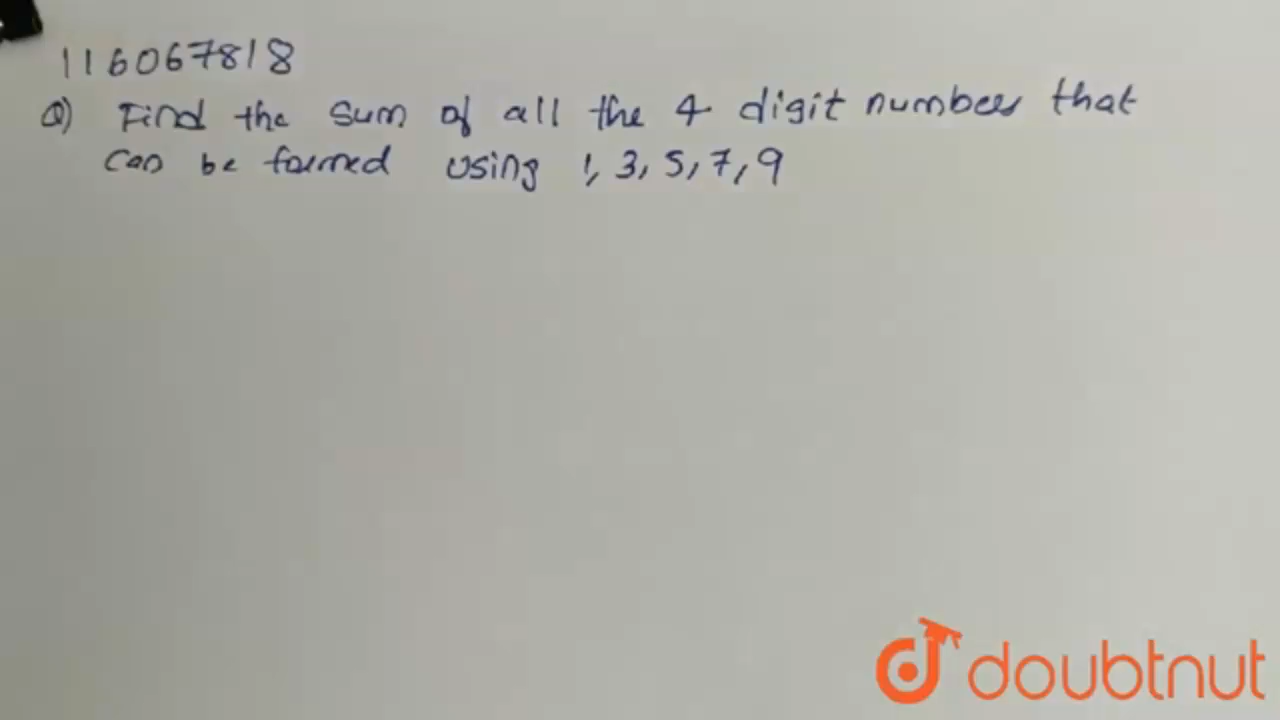 116067818
Q) Find the sum of all the 4 digit numbers that
can be formed using 1, 3, 5, 7, 9
doubtnut